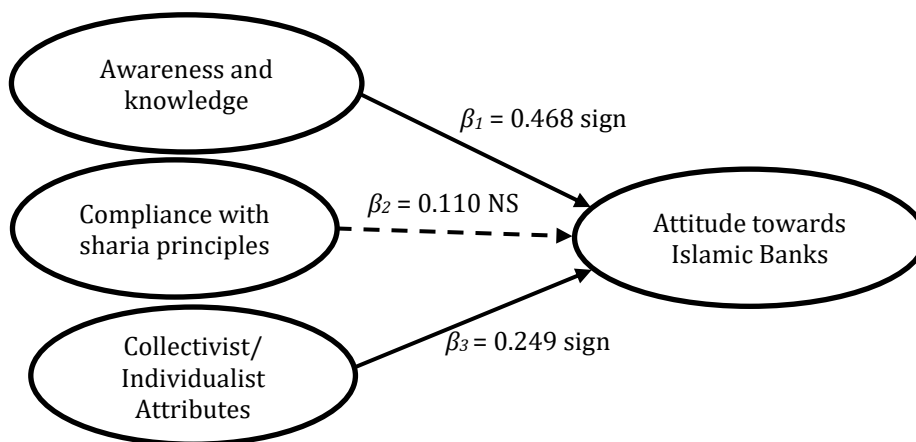 Awareness and
knowledge
β1 = 0.468 sign
Compliance with
sharia principles
β2 = 0.110 NS
Attitude towards
Islamic Banks
Collectivist/
Individualist
Attributes
β3 = 0.249 sign